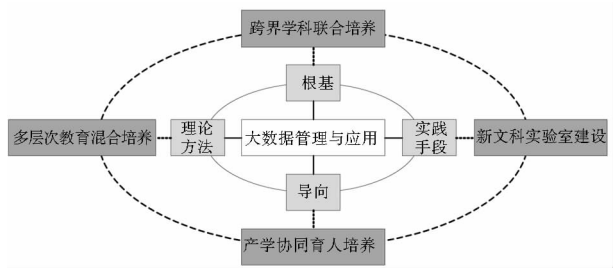 跨界学科联合培养
根基
多层次教育混合培养
理论
方法
大数据管理与应用
实践
手段
新文科实验室建设
导向
产学协同育人培养